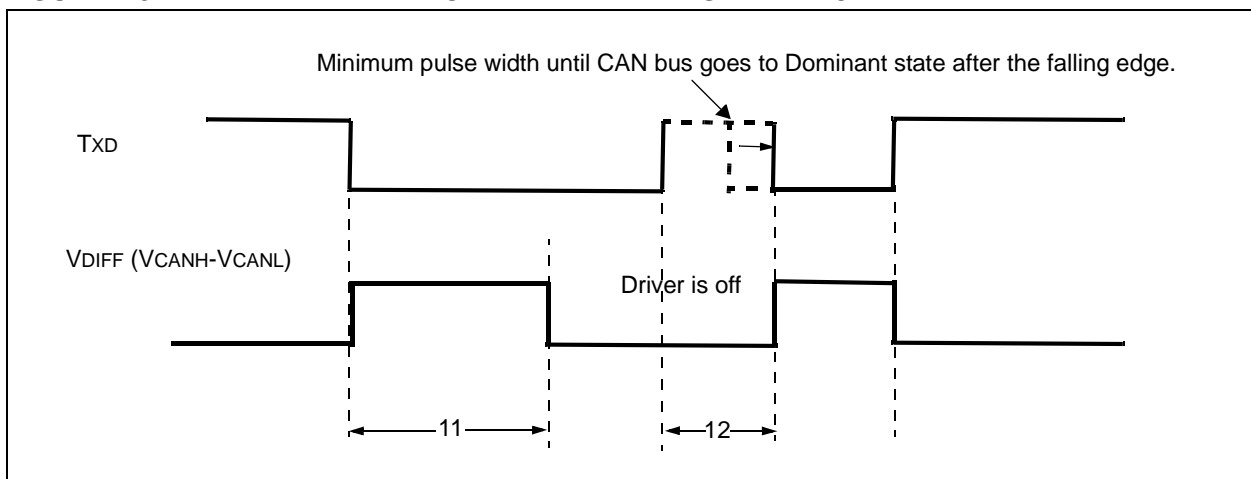 Minimum pulse width until CAN bus goes to Dominant state after the falling edge.
TXD
VDIFF (VCANH-VCANL)
Driver is off
11
12